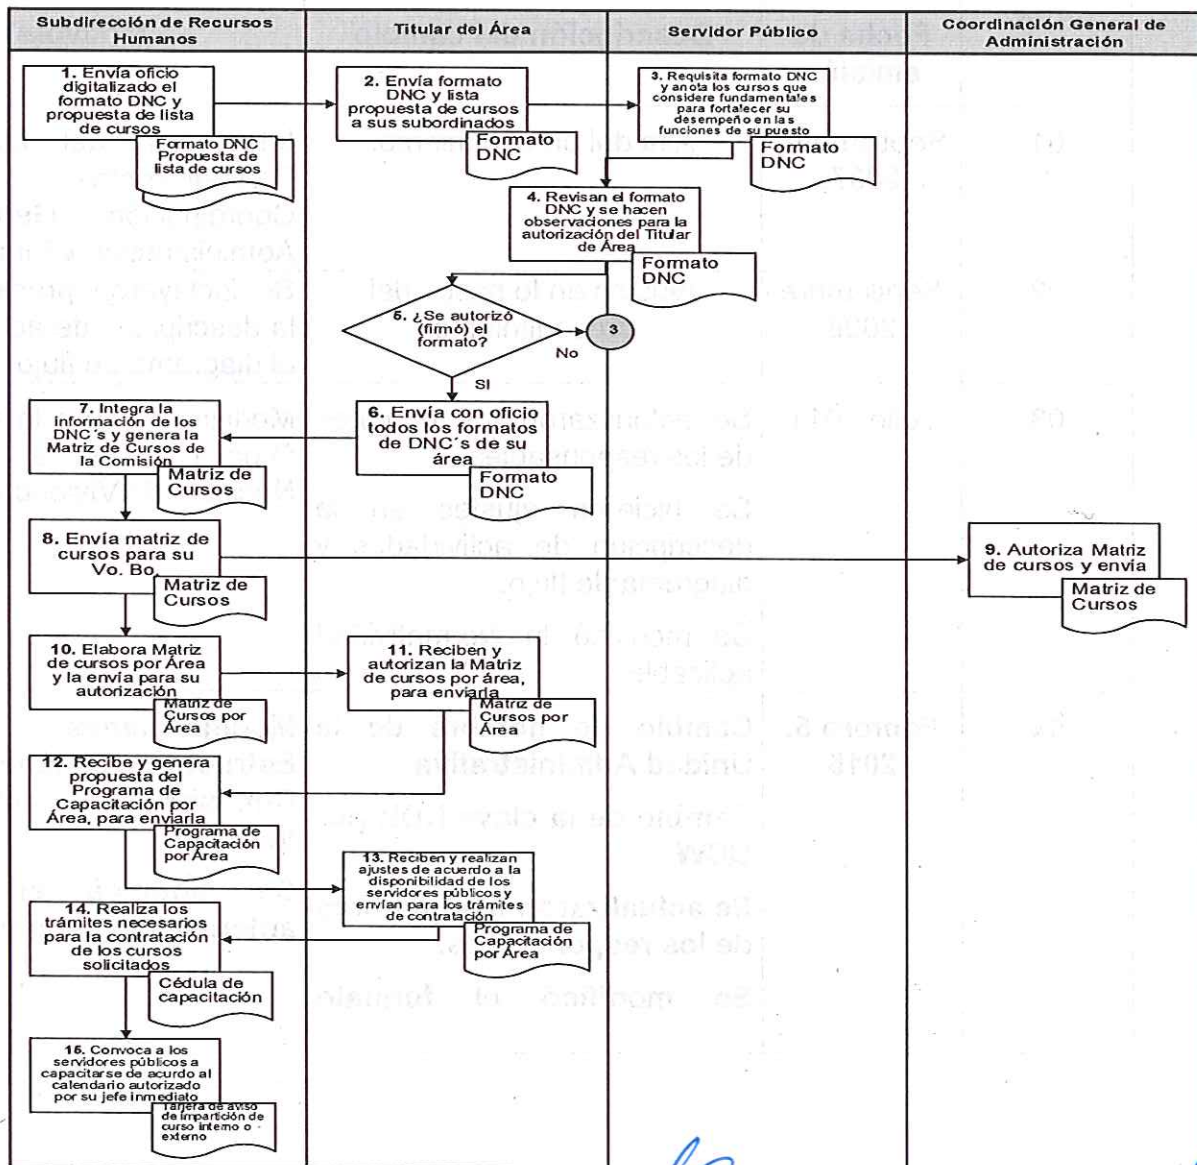 Subdirección de Recursos
Humanos
Titular del Área
Servidor Público
Coordinación General de
Administración
1. Envía oficio
digitalizado el
formato DNC y
propuesta de lista
de cursos
Formato DNC
Propuesta de
lista de cursos
2. Envía formato
DNC y lista
propuesta de cursos
a sus subordinados
Formato
DNC
3. Requisita formato DNC
y anota los cursos que
considere fundamentales
para fortalecer su
desempeño en las
funciones de su puesto
Formato
DNC
4. Revisan el formato
DNC y se hacen
observaciones para la
autorización del Titular
de Área
Formato
DNC
5. ¿Se autorizó
(firmó) el
formato?
3
No
SI
6. Envía con oficio
todos los formatos
de DNC´s de su
área
Formato
DNC
7. Integra la
Información de los
DNC´s y genera la
Matriz de Cursos de
la Comisión
Matriz de
Cursos
8. Envía matriz de
cursos para su
Vo. Bo.
Matriz de
Cursos
9. Autoriza Matriz
de cursos y envía
Matriz de
Cursos
10. Elabora Matriz
de cursos por Área
y la envía para su
autorización
Matriz de
Cursos por
Área
11. Reciben y
autorizan la Matriz
de cursos por área,
para enviarla
Matriz de
Cursos por
Área
12. Recibe y genera
propuesta del
Programa de
Capacitación por
Área, para enviarla
Programa de
Capacitación
por Área
13. Reciben y realizan
ajustes de acuerdo a la
disponibilidad de los
servidores públicos y
envían para los trámites
de contratación
Programa de
Capacitación
por Área
14. Realiza los
trámites necesarios
para la contratación
de los cursos
solicitados
Cédula de
capacitación
15. Convoca a los
servidores públicos a
capacitarse de acuerdo al
calendario autorizado
por su jefe inmediato
Tarjera de aviso
de impartición de
curso interno o
externo